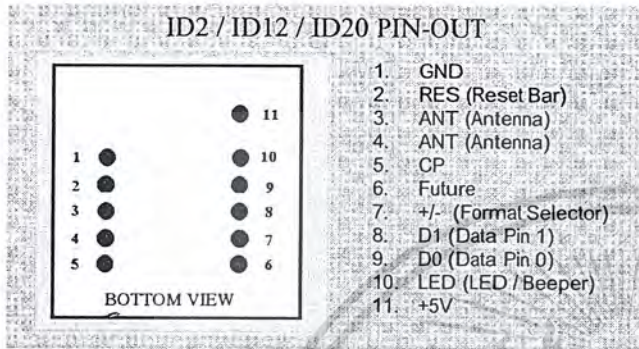 ID2 / ID12 / ID20 PIN-OUT
11
1 10
2 9
3 8
4 7
5 6
BOTTOM VIEW
1. GND
2. RES (Reset Bar)
3. ANT (Antenna)
4. ANT (Antenna)
5. CP
6. Future
7. +/- (Format Selector)
8. D1 (Data Pin 1)
9. D0 (Data Pin 0)
10. LED (LED / Beeper)
11. +5V